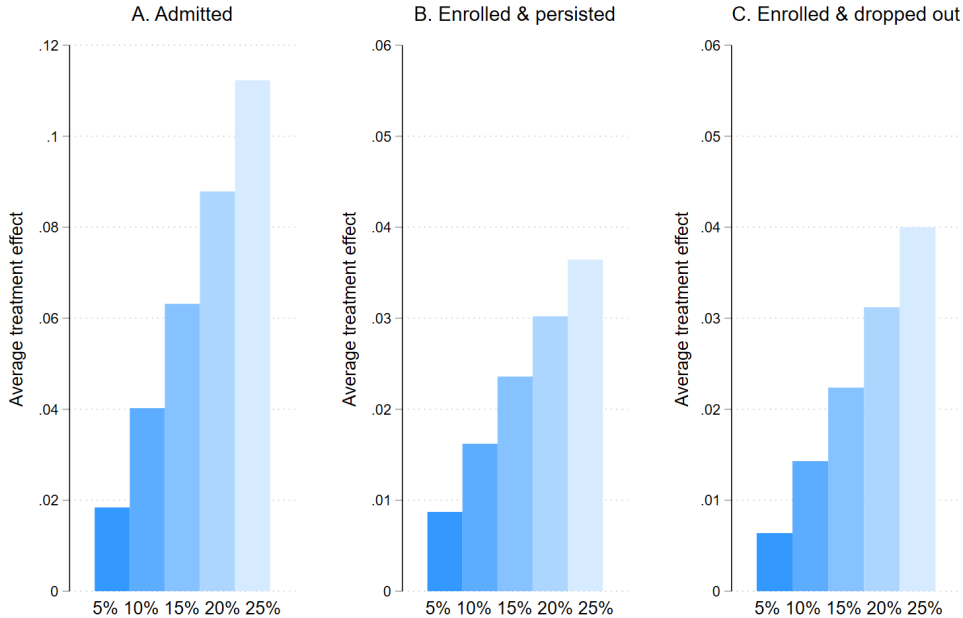 A. Admitted
Average treatment effect
.12
.1
.08
.06
.04
.02
0
5% 10% 15% 20% 25%
B. Enrolled & persisted
Average treatment effect
.06
.05
.04
.03
.02
.01
0
5% 10% 15% 20% 25%
C. Enrolled & dropped out
Average treatment effect
.06
.05
.04
.03
.02
.01
0
5% 10% 15% 20% 25%